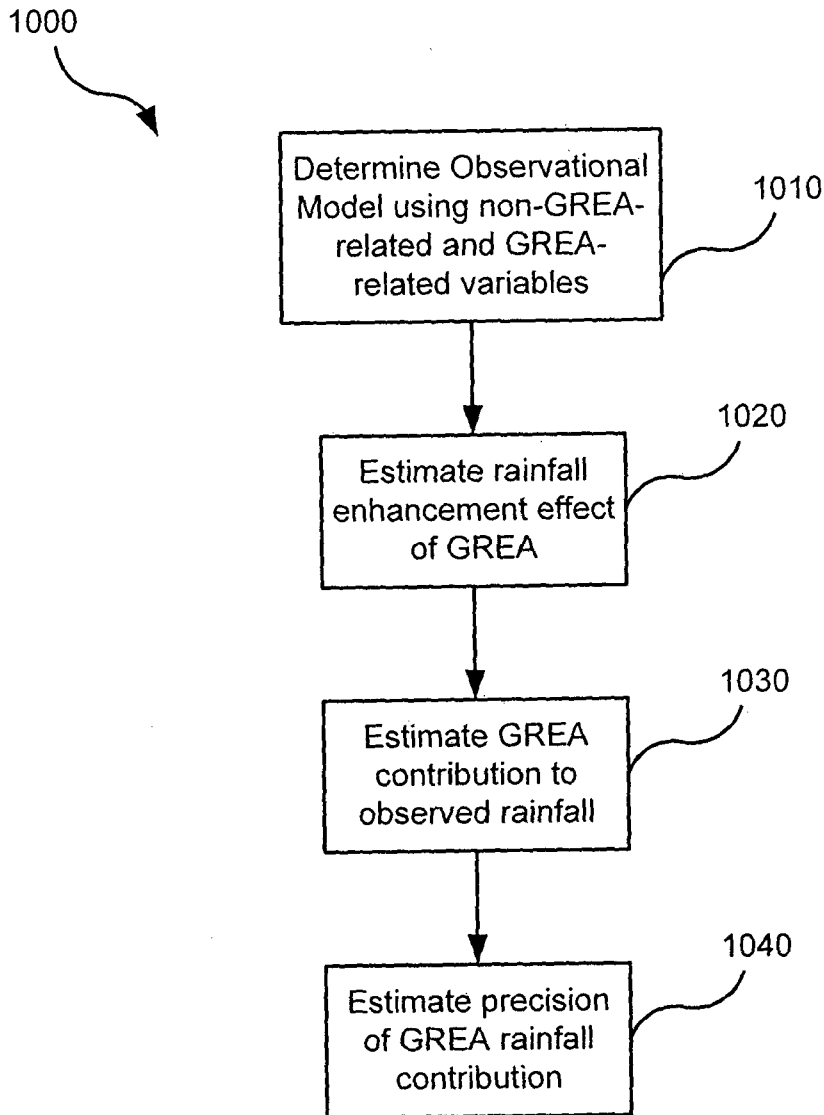 1000
Determine Observational
Model using non-GREA-
related and GREA-
related variables
1010
Estimate rainfall
enhancement effect
of GREA
1020
Estimate GREA
contribution to
observed rainfall
1030
Estimate precision
of GREA rainfall
contribution
1040